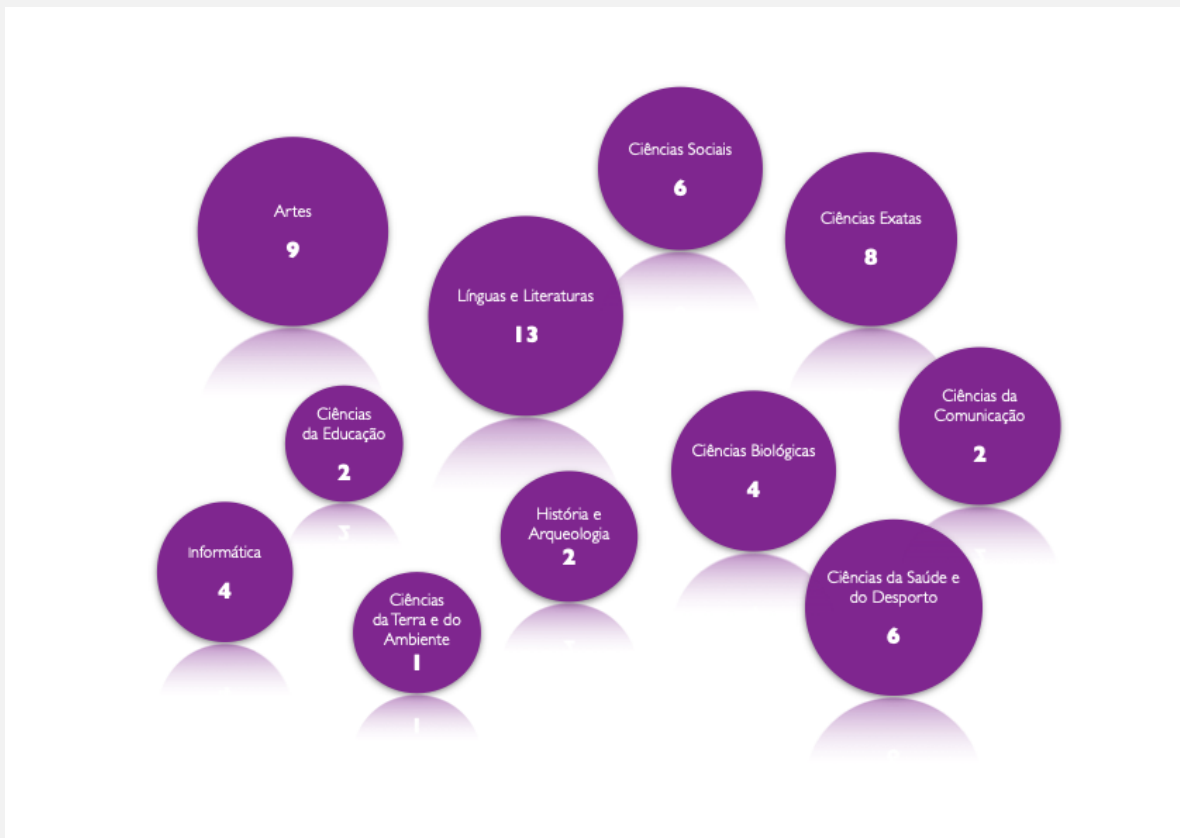 Ciências Sociais
6
Artes
9
Ciências Exatas
8
Línguas e Literaturas
13
Ciências da
Comunicação
2
Ciências
da Educação
2
Ciências Biológicas
4
História e
Arqueologia
2
Informática
4
Ciências da Saúde e
do Desporto
6
Ciências
da Terra e do
Ambiente
1